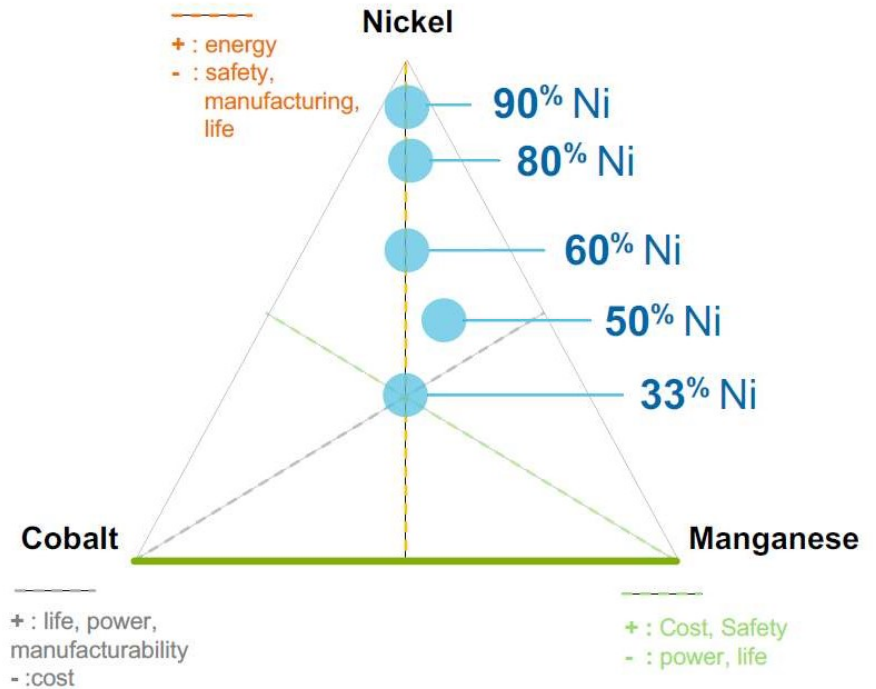 Nickel
+ : energy
- : safety,
manufacturing,
life
90% Ni
80% Ni
60% Ni
50% Ni
33% Ni
Cobalt
Manganese
+ : life, power,
manufacturability
- :cost
+ : Cost, Safety
- : power, life